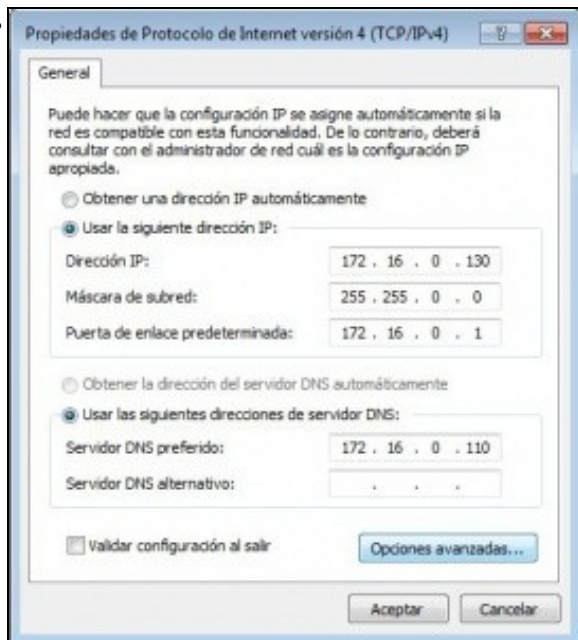 Propiedades de Protocolo de Internet versión 4 (TCP/IPv4)
General
Puede hacer que la configuración IP se asigne automáticamente si la
red es compatible con esta funcionalidad. De lo contrario, deberá
consultar con el administrador de red cuál es la configuración IP
apropiada.
Obtener una dirección IP automáticamente
Usar la siguiente dirección IP:
Dirección IP: 172 . 16 . 0 . 130
Máscara de subred: 255 . 255 . 0 . 0
Puerta de enlace predeterminada: 172 . 16 . 0 . 1
Obtener la dirección del servidor DNS automáticamente
Usar las siguientes direcciones de servidor DNS:
Servidor DNS preferido: 172 . 16 . 0 . 110
Servidor DNS alternativo: . . .
Validar configuración al salir
Opciones avanzadas...
Aceptar Cancelar